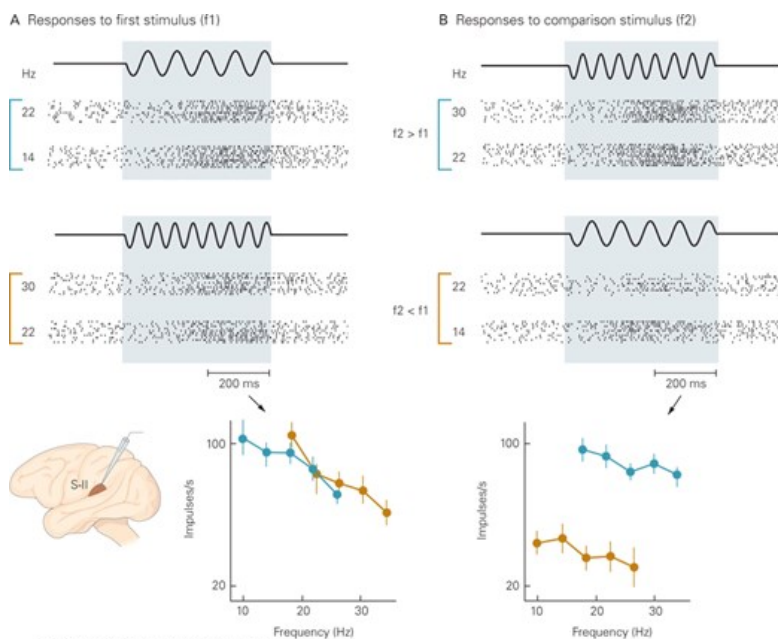 A Responses to first stimulus (f1)
Hz
22
14
30
22
200 ms
S-II
Impulses/s
100
20
10 20 30
Frequency (Hz)
B Responses to comparison stimulus (f2)
Hz
f2 > f1
30
22
f2 < f1
22
14
200 ms
Impulses/s
100
20
10 20 30
Frequency (Hz)